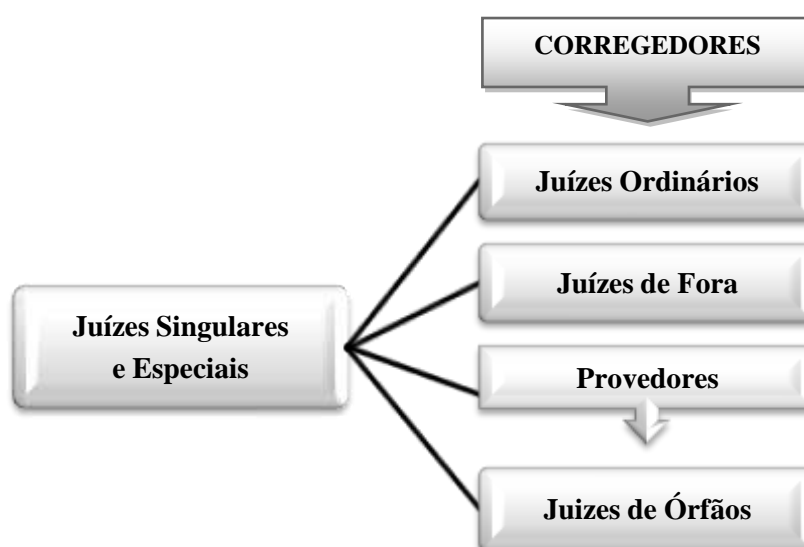 CORREGEDORES
Juízes Ordinários
Juízes de Fora
Juízes Singulares
e Especiais
Provedores
Juizes de Órfãos